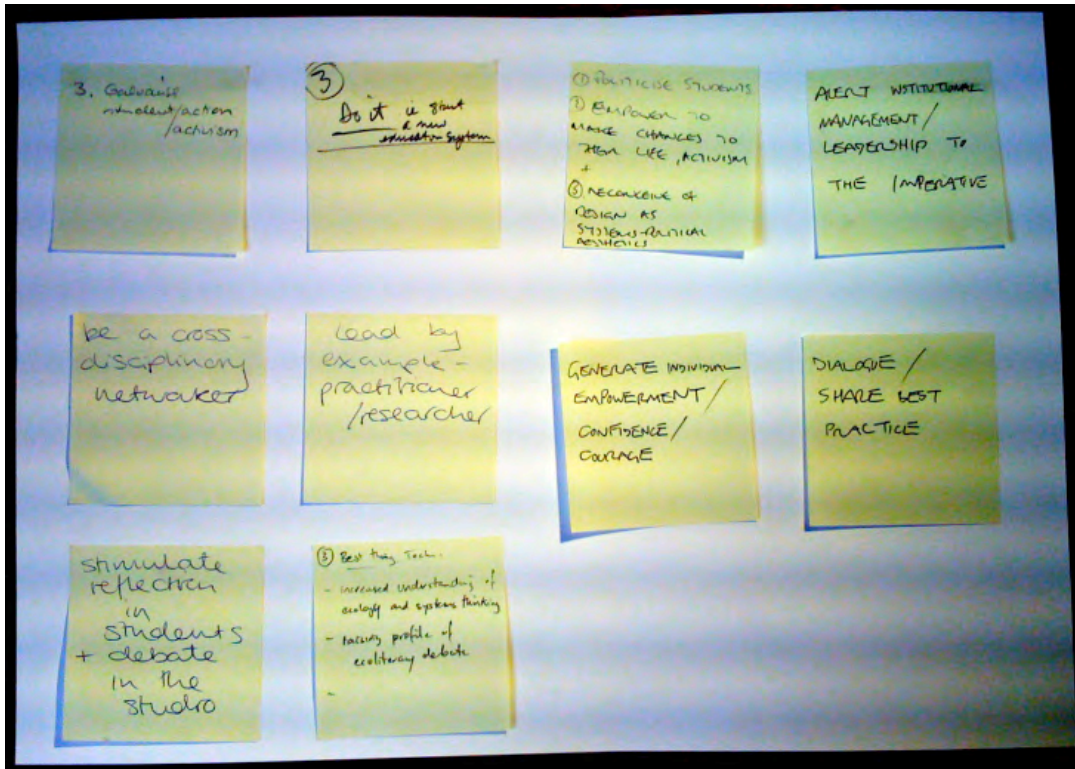 3. Galvanise
student/action
/activism
3
Do it ie start
a new
education system
① POLITICISE STUDENTS
② EMPOWER TO
MAKE CHANGES TO
THEIR LIFE, ACTIVISM
+
③ RECONCEIVE OF
DESIGN AS
SYSTEMS-POLITICAL
AESTHETICS
ALERT INSTITUTIONAL
MANAGEMENT/
LEADERSHIP TO
THE IMPERATIVE
be a cross-
disciplinary
networker
Lead by
example -
practitioner
/researcher
GENERATE INDIVIDUAL
EMPOWERMENT/
CONFIDENCE/
COURAGE
DIALOGUE/
SHARE BEST
PRACTICE
stimulate
reflection
in
students
+ debate
in the
studio
③ Best thing
- increased understanding of
ecology and systems thinking
- raising profile of
ecoliteracy debate
-